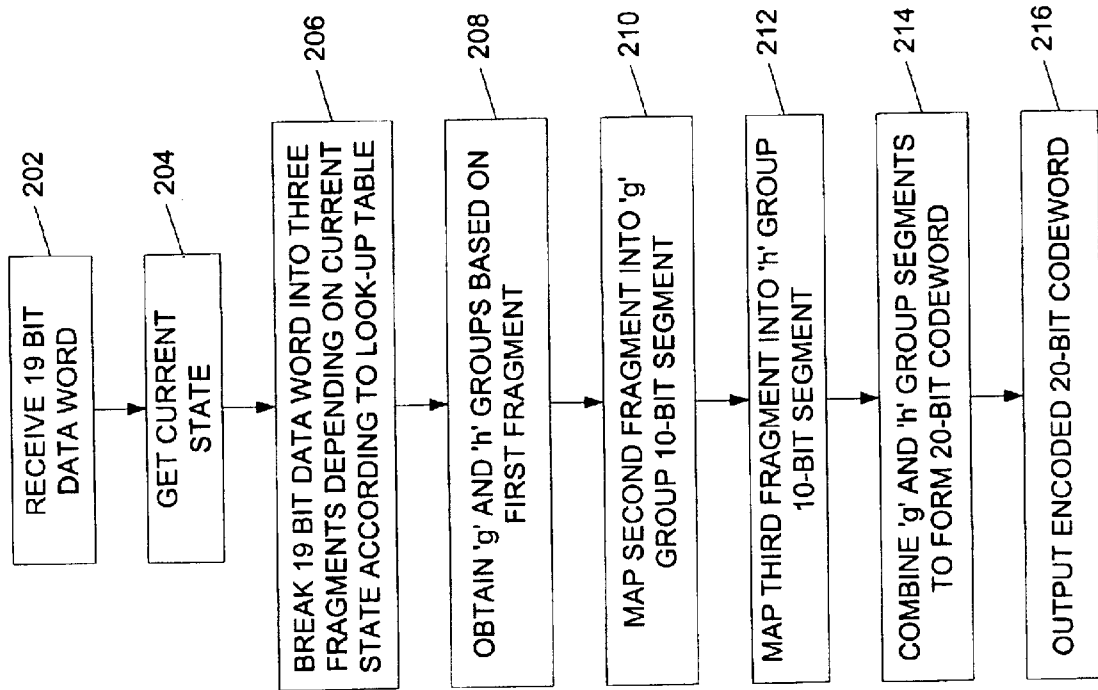 RECEIVE 19 BIT
DATA WORD
202
GET CURRENT
STATE
204
BREAK 19 BIT DATA WORD INTO THREE
FRAGMENTS DEPENDING ON CURRENT
STATE ACCORDING TO LOOK-UP TABLE
206
OBTAIN 'g' AND 'h' GROUPS BASED ON
FIRST FRAGMENT
208
MAP SECOND FRAGMENT INTO 'g'
GROUP 10-BIT SEGMENT
210
MAP THIRD FRAGMENT INTO 'h' GROUP
10-BIT SEGMENT
212
COMBINE 'g' AND 'h' GROUP SEGMENTS
TO FORM 20-BIT CODEWORD
214
OUTPUT ENCODED 20-BIT CODEWORD
216